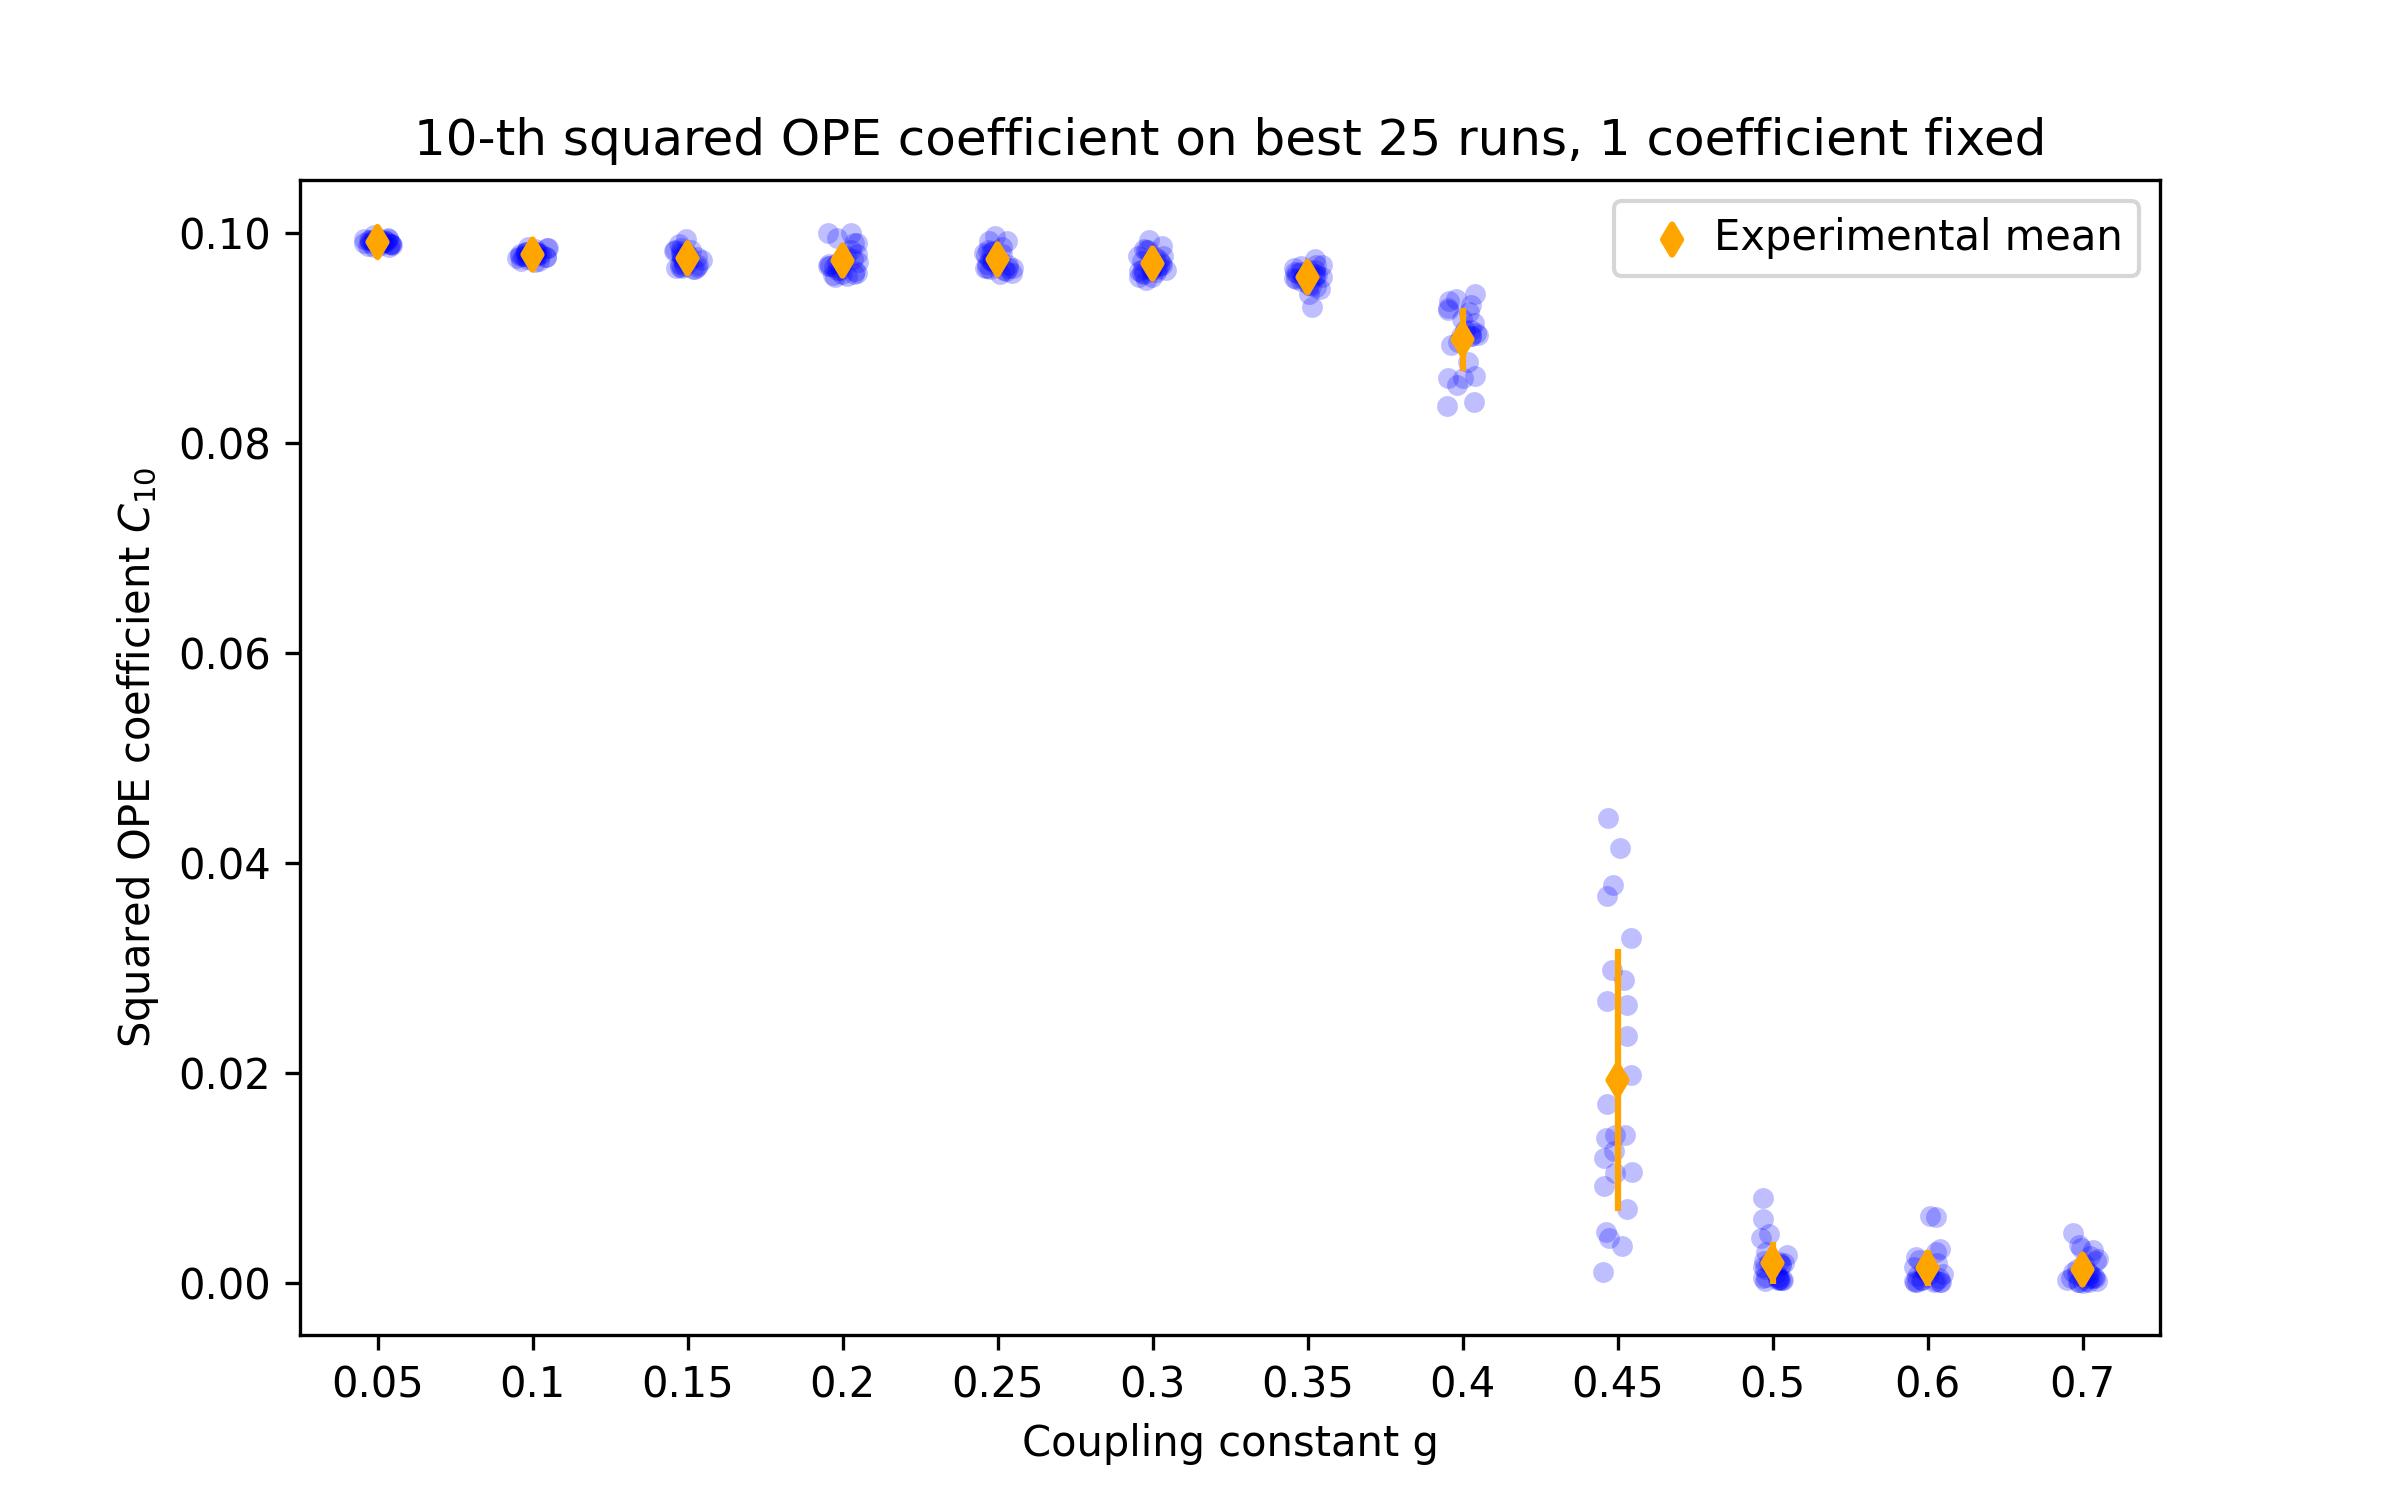 10-th squared OPE coefficient on best 25 runs, 1 coefficient fixed
Experimental mean
Squared OPE coefficient C₁₀
0.10
0.08
0.06
0.04
0.02
0.00
0.05 0.1 0.15 0.2 0.25 0.3 0.35 0.4 0.45 0.5 0.6 0.7
Coupling constant g